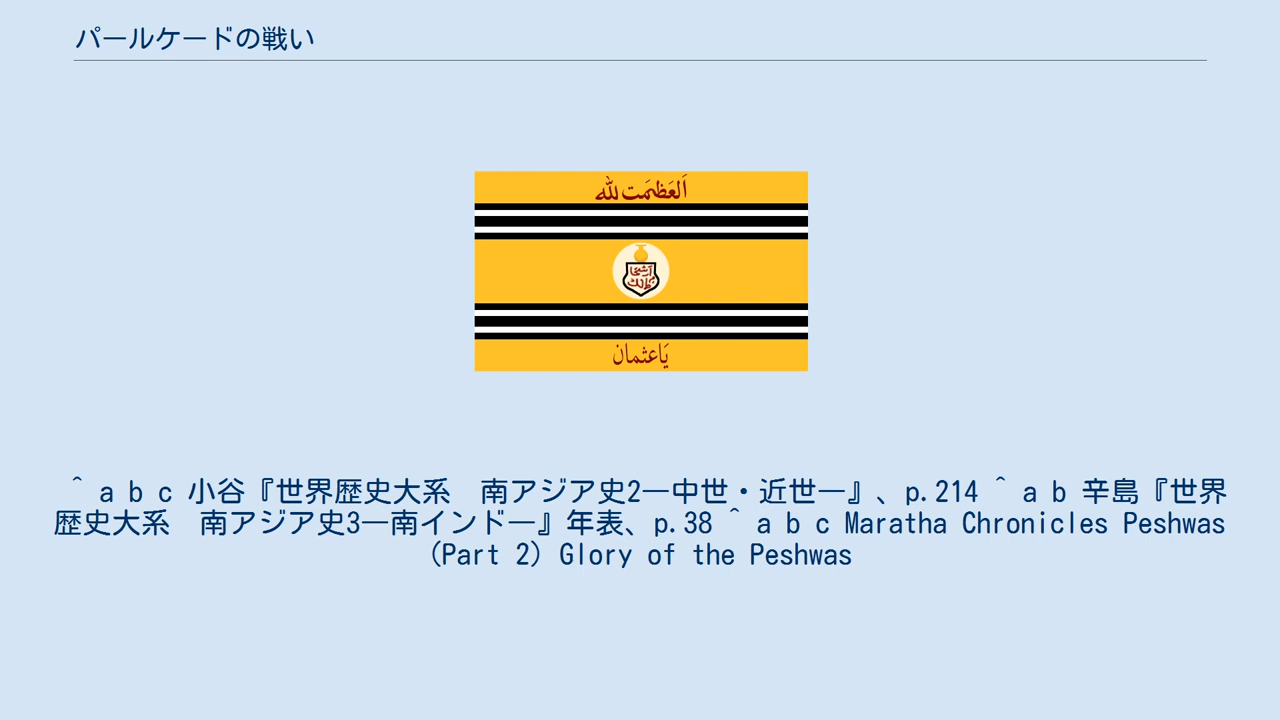 パールケードの戦い
اَلعَظمَت لله
يَاعثمان
^ a b c 小谷『世界歴史大系　南アジア史2―中世・近世―』、p.214 ^ a b 辛島『世界
歴史大系　南アジア史3―南インド―』年表、p.38 ^ a b c Maratha Chronicles Peshwas
(Part 2) Glory of the Peshwas